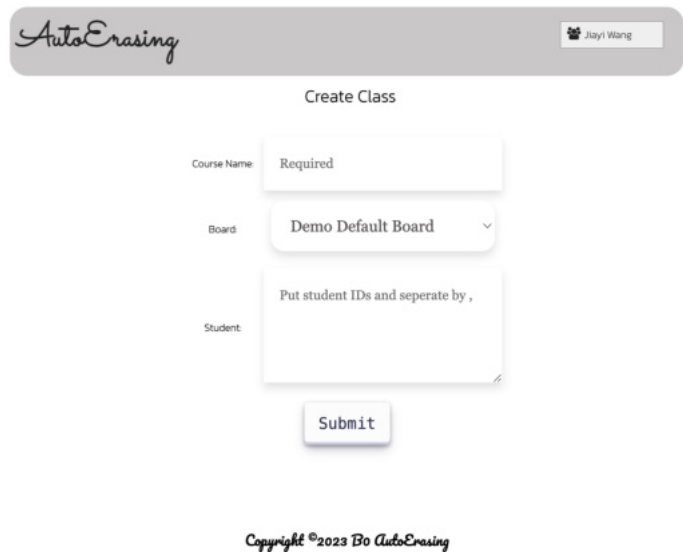 AutoErasing
Jiayi Wang
Create Class
Course Name:
Required
Board:
Demo Default Board
Put student IDs and seperate by ,
Student:
Submit
Copyright ©2023 B0 AutoErasing